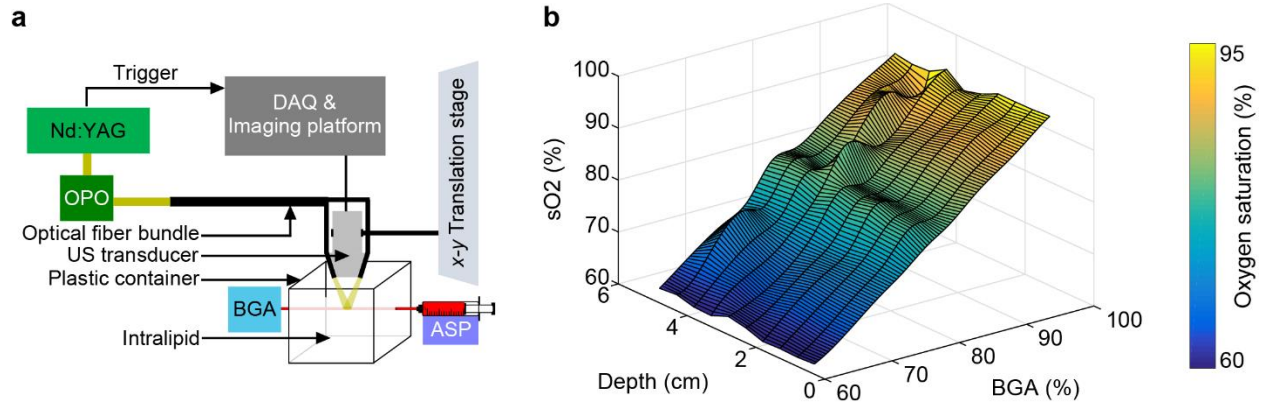 a
Trigger
DAQ &
Imaging platform
Nd:YAG
OPO
x-y Translation stage
Optical fiber bundle
US transducer
Plastic container
BGA
ASP
Intralipid
b
100
90
80
70
60
sO2 (%)
6
4
2
0
Depth (cm)
60
70
80
90
100
BGA (%)
95
60
Oxygen saturation (%)